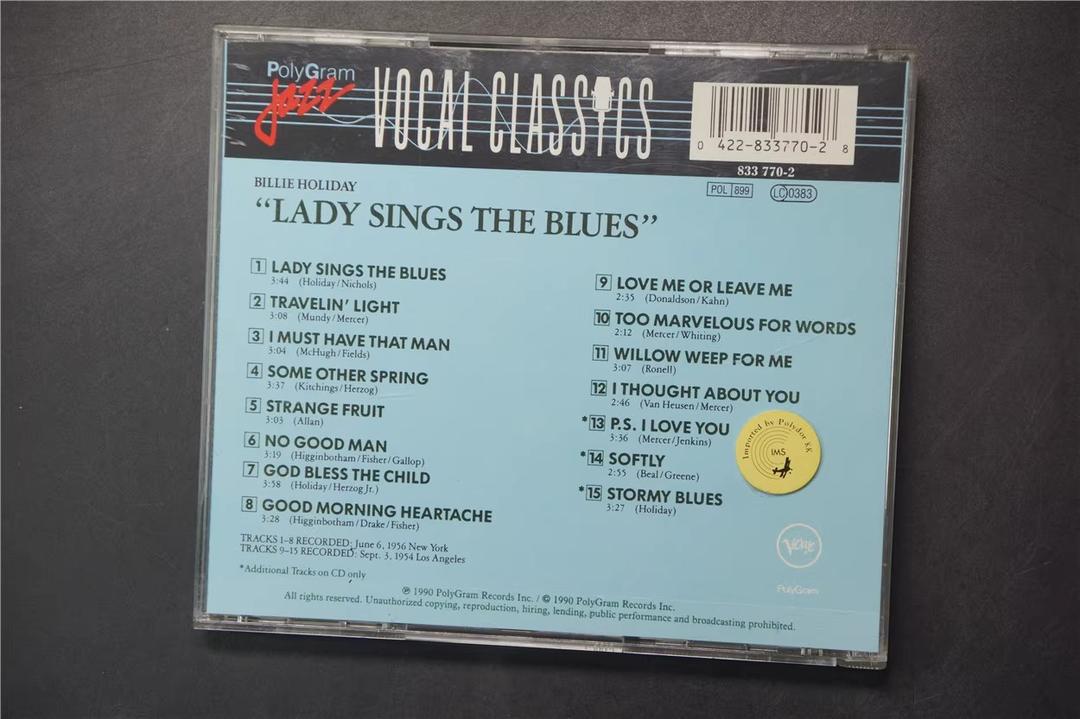 PolyGram
Jazz
VOCAL CLASSICS
0 422-833770-2 8
833 770-2
POL 899
LC 0383
BILLIE HOLIDAY
“LADY SINGS THE BLUES”
1 LADY SINGS THE BLUES
3:44 (Holiday/Nichols)
2 TRAVELIN’ LIGHT
3:08 (Mundy/Mercer)
3 I MUST HAVE THAT MAN
3:04 (McHugh/Fields)
4 SOME OTHER SPRING
3:37 (Kitchings/Herzog)
5 STRANGE FRUIT
3:03 (Allan)
6 NO GOOD MAN
3:19 (Higginbotham/Fisher/Gallop)
7 GOD BLESS THE CHILD
3:58 (Holiday/Herzog Jr.)
8 GOOD MORNING HEARTACHE
3:28 (Higginbotham/Drake/Fisher)
9 LOVE ME OR LEAVE ME
2:35 (Donaldson/Kahn)
10 TOO MARVELOUS FOR WORDS
2:12 (Mercer/Whiting)
11 WILLOW WEEP FOR ME
3:07 (Ronell)
12 I THOUGHT ABOUT YOU
2:46 (Van Heusen/Mercer)
*13 P.S. I LOVE YOU
3:36 (Mercer/Jenkins)
*14 SOFTLY
2:55 (Beal/Greene)
*15 STORMY BLUES
3:27 (Holiday)
Imported by Polydor KK
IMS
TRACKS 1-8 RECORDED: June 6, 1956 New York
TRACKS 9-15 RECORDED: Sept. 3, 1954 Los Angeles
*Additional Tracks on CD only
Verve
PolyGram
℗ 1990 PolyGram Records Inc. / © 1990 PolyGram Records Inc.
All rights reserved. Unauthorized copying, reproduction, hiring, lending, public performance and broadcasting prohibited.